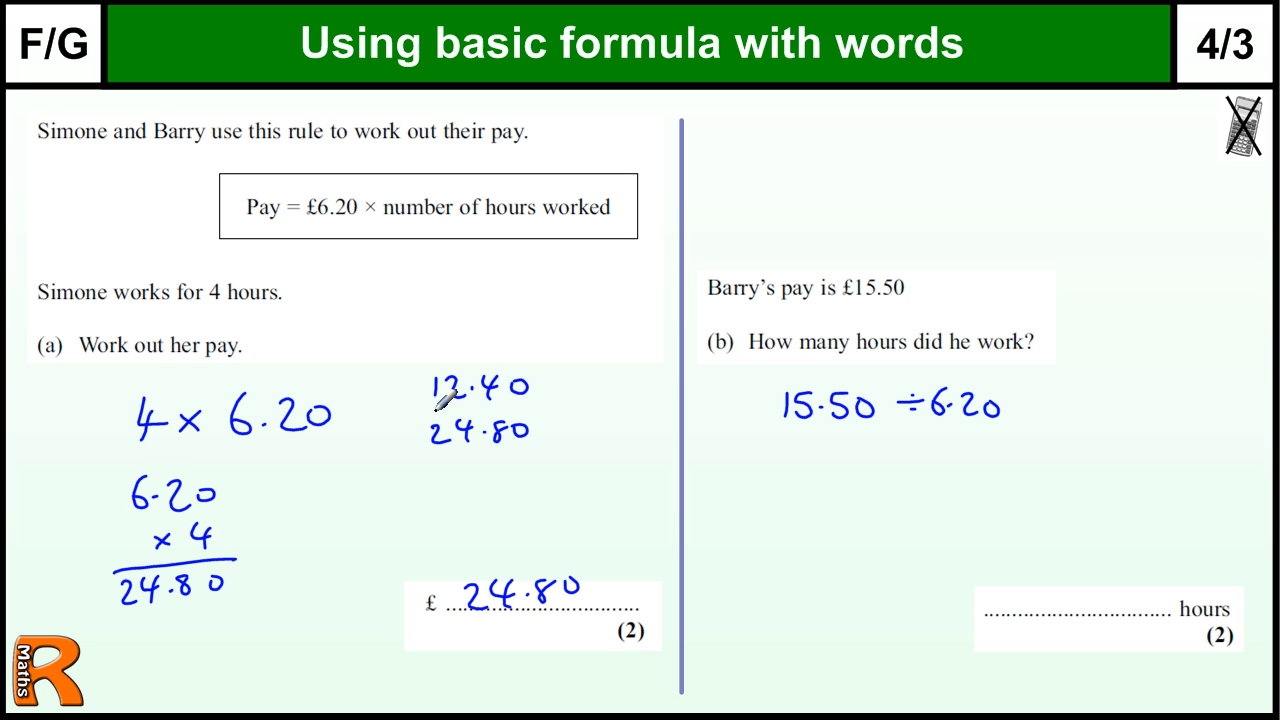 F/G
Using basic formula with words
4/3
Simone and Barry use this rule to work out their pay.
Pay = £6.20 × number of hours worked
Simone works for 4 hours.
(a) Work out her pay.
4 × 6.20
12.40
24.80
6.20
× 4
24.80
£ 24.80
(2)
Barry’s pay is £15.50
(b) How many hours did he work?
15.50 ÷ 6.20
................................ hours
(2)
Maths